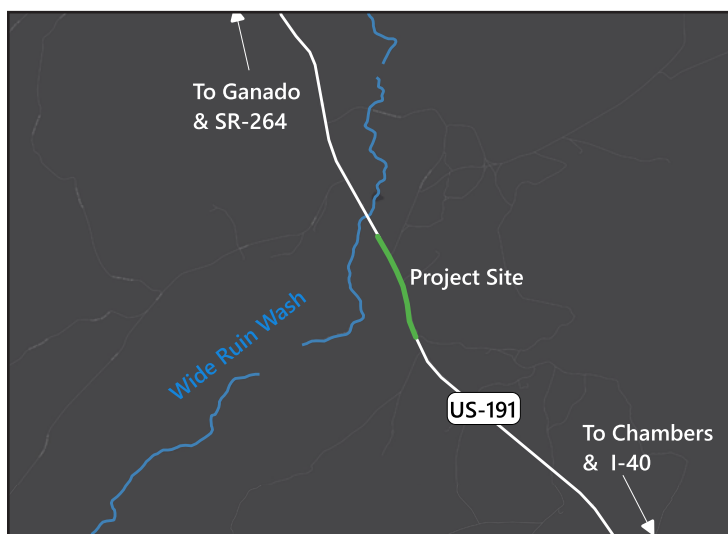 To Ganado
& SR-264
Project Site
Wide Ruin Wash
US-191
To Chambers
& I-40